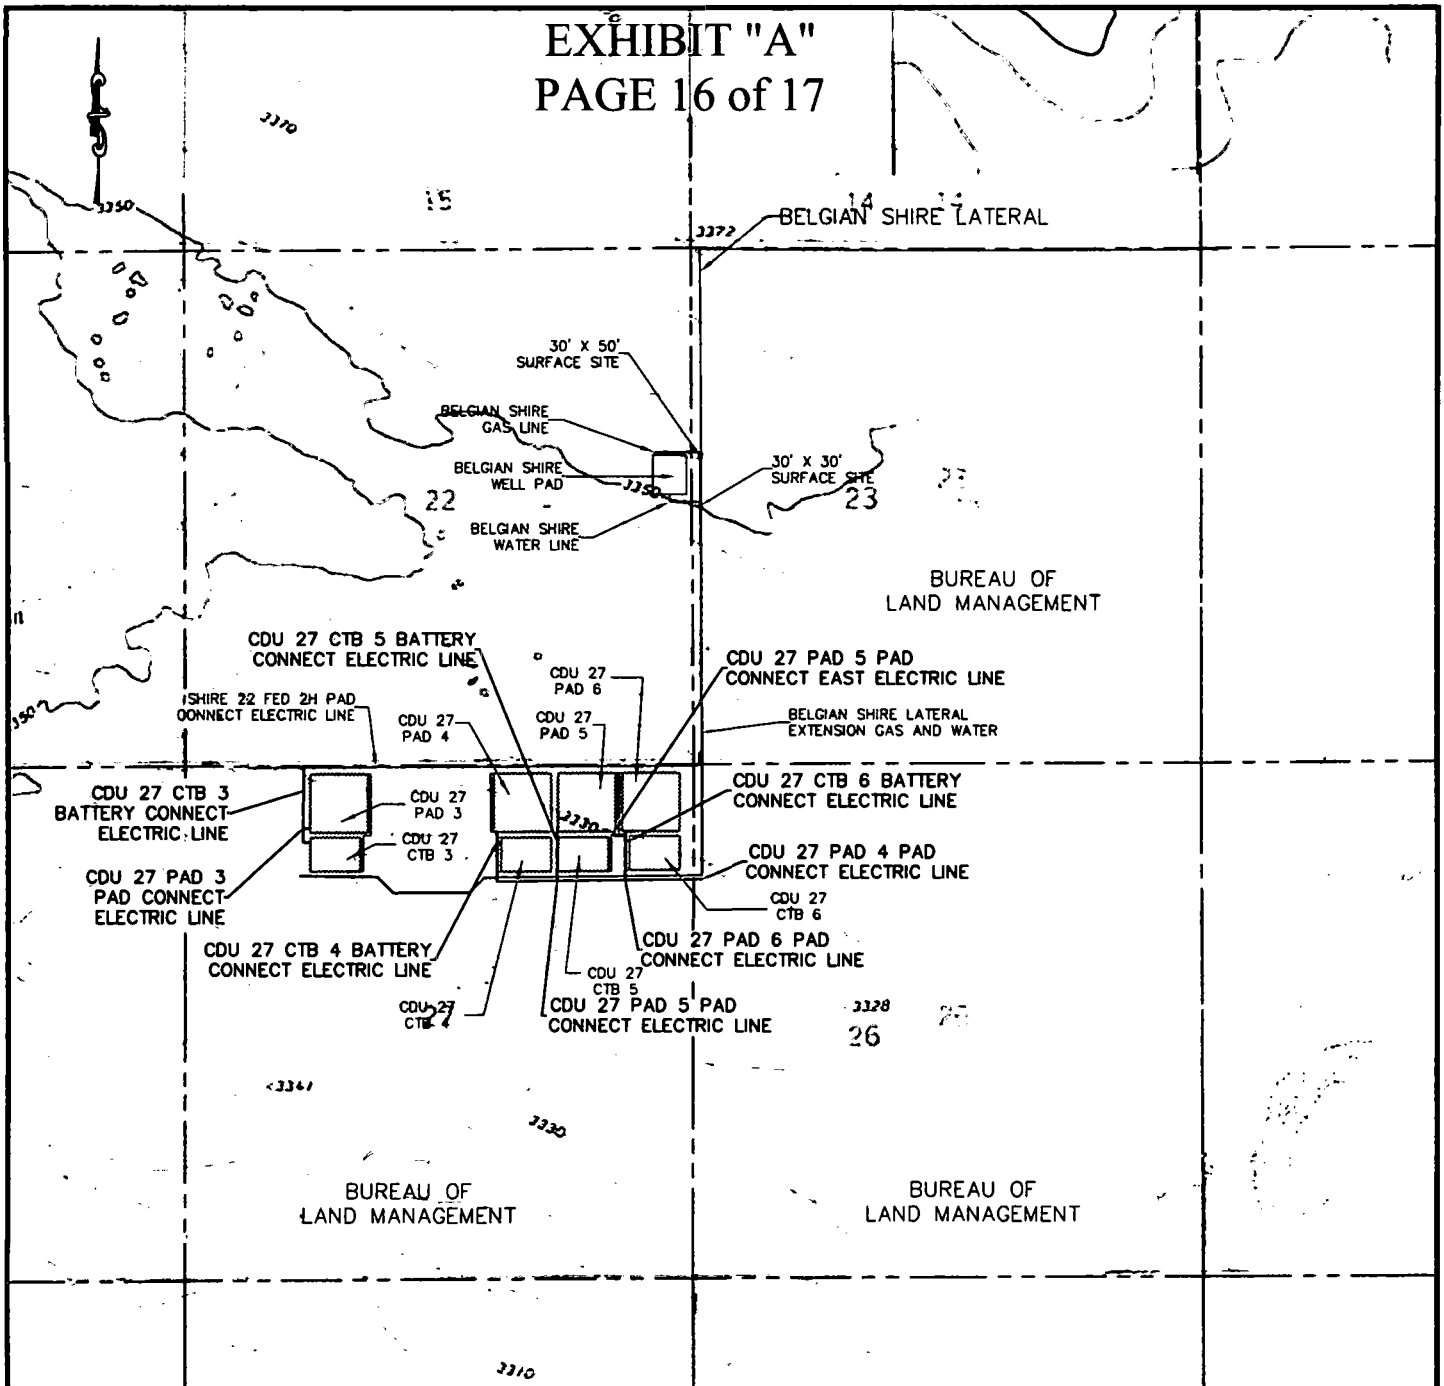 EXHIBIT "A"
PAGE 16 of 17
3370
15
14
14
3350
BELGIAN SHIRE LATERAL
3372
30' X 50'
SURFACE SITE
BELGIAN SHIRE
GAS LINE
BELGIAN SHIRE
WELL PAD
30' X 30'
SURFACE SITE
3350
22
23
BELGIAN SHIRE
WATER LINE
BUREAU OF
LAND MANAGEMENT
CDU 27 CTB 5 BATTERY
CONNECT ELECTRIC LINE
CDU 27 PAD 5 PAD
CONNECT EAST ELECTRIC LINE
CDU 27
PAD 6
SHIRE 22 FED 2H PAD
CONNECT ELECTRIC LINE
CDU 27
PAD 4
CDU 27
PAD 5
BELGIAN SHIRE LATERAL
EXTENSION GAS AND WATER
3350
CDU 27 CTB 3
BATTERY CONNECT
ELECTRIC LINE
CDU 27
PAD 3
CDU 27 CTB 6 BATTERY
CONNECT ELECTRIC LINE
3330
CDU 27
CTB 3
CDU 27 PAD 4 PAD
CONNECT ELECTRIC LINE
CDU 27 PAD 3
PAD CONNECT
ELECTRIC LINE
CDU 27
CTB 6
CDU 27 CTB 4 BATTERY
CONNECT ELECTRIC LINE
CDU 27 PAD 6 PAD
CONNECT ELECTRIC LINE
CDU 27
CTB 5
CDU 27
CTB 4
27
CDU 27 PAD 5 PAD
CONNECT ELECTRIC LINE
3328
26
26
3341
3330
BUREAU OF
LAND MANAGEMENT
BUREAU OF
LAND MANAGEMENT
3310